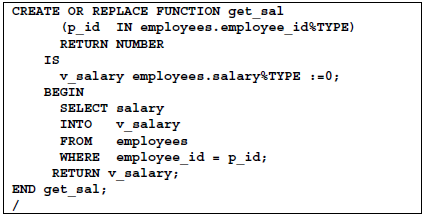 CREATE OR REPLACE FUNCTION get_sal
(p_id IN employees.employee_id%TYPE)
RETURN NUMBER
IS
v_salary employees.salary%TYPE :=0;
BEGIN
SELECT salary
INTO v_salary
FROM employees
WHERE employee_id = p_id;
RETURN v_salary;
END get_sal;
/